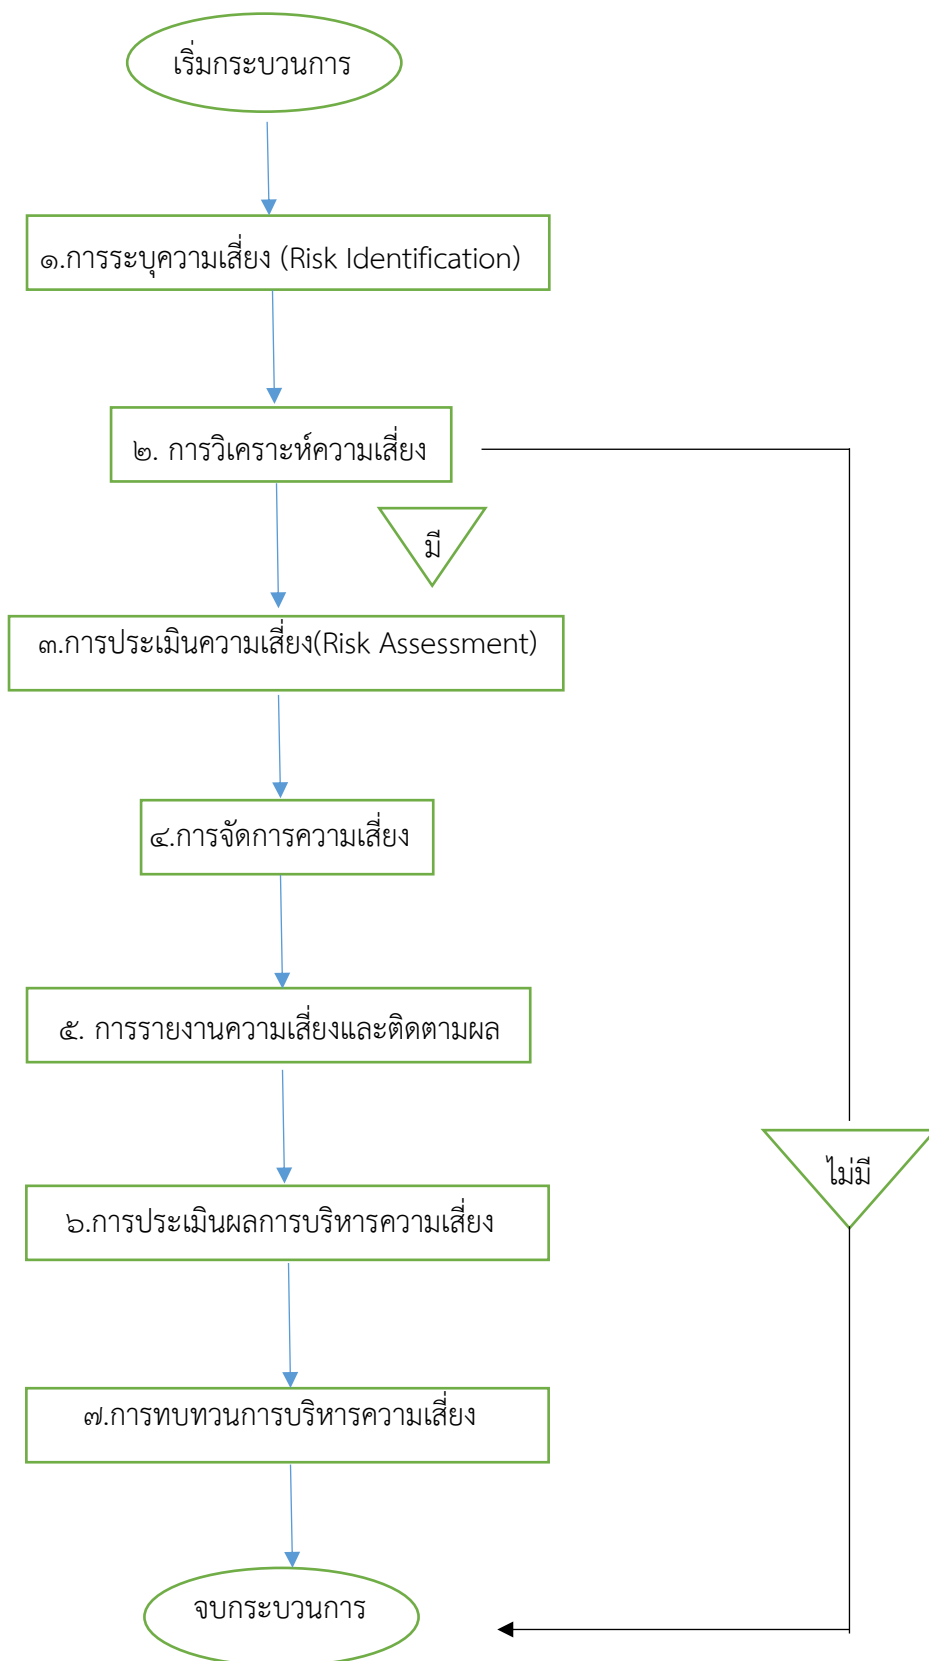 เริ่มกระบวนการ
๑.การระบุความเสี่ยง (Risk Identification)
๒. การวิเคราะห์ความเสี่ยง
มี
๓.การประเมินความเสี่ยง(Risk Assessment)
๔.การจัดการความเสี่ยง
๕. การรายงานความเสี่ยงและติดตามผล
ไม่มี
๖.การประเมินผลการบริหารความเสี่ยง
๗.การทบทวนการบริหารความเสี่ยง
จบกระบวนการ